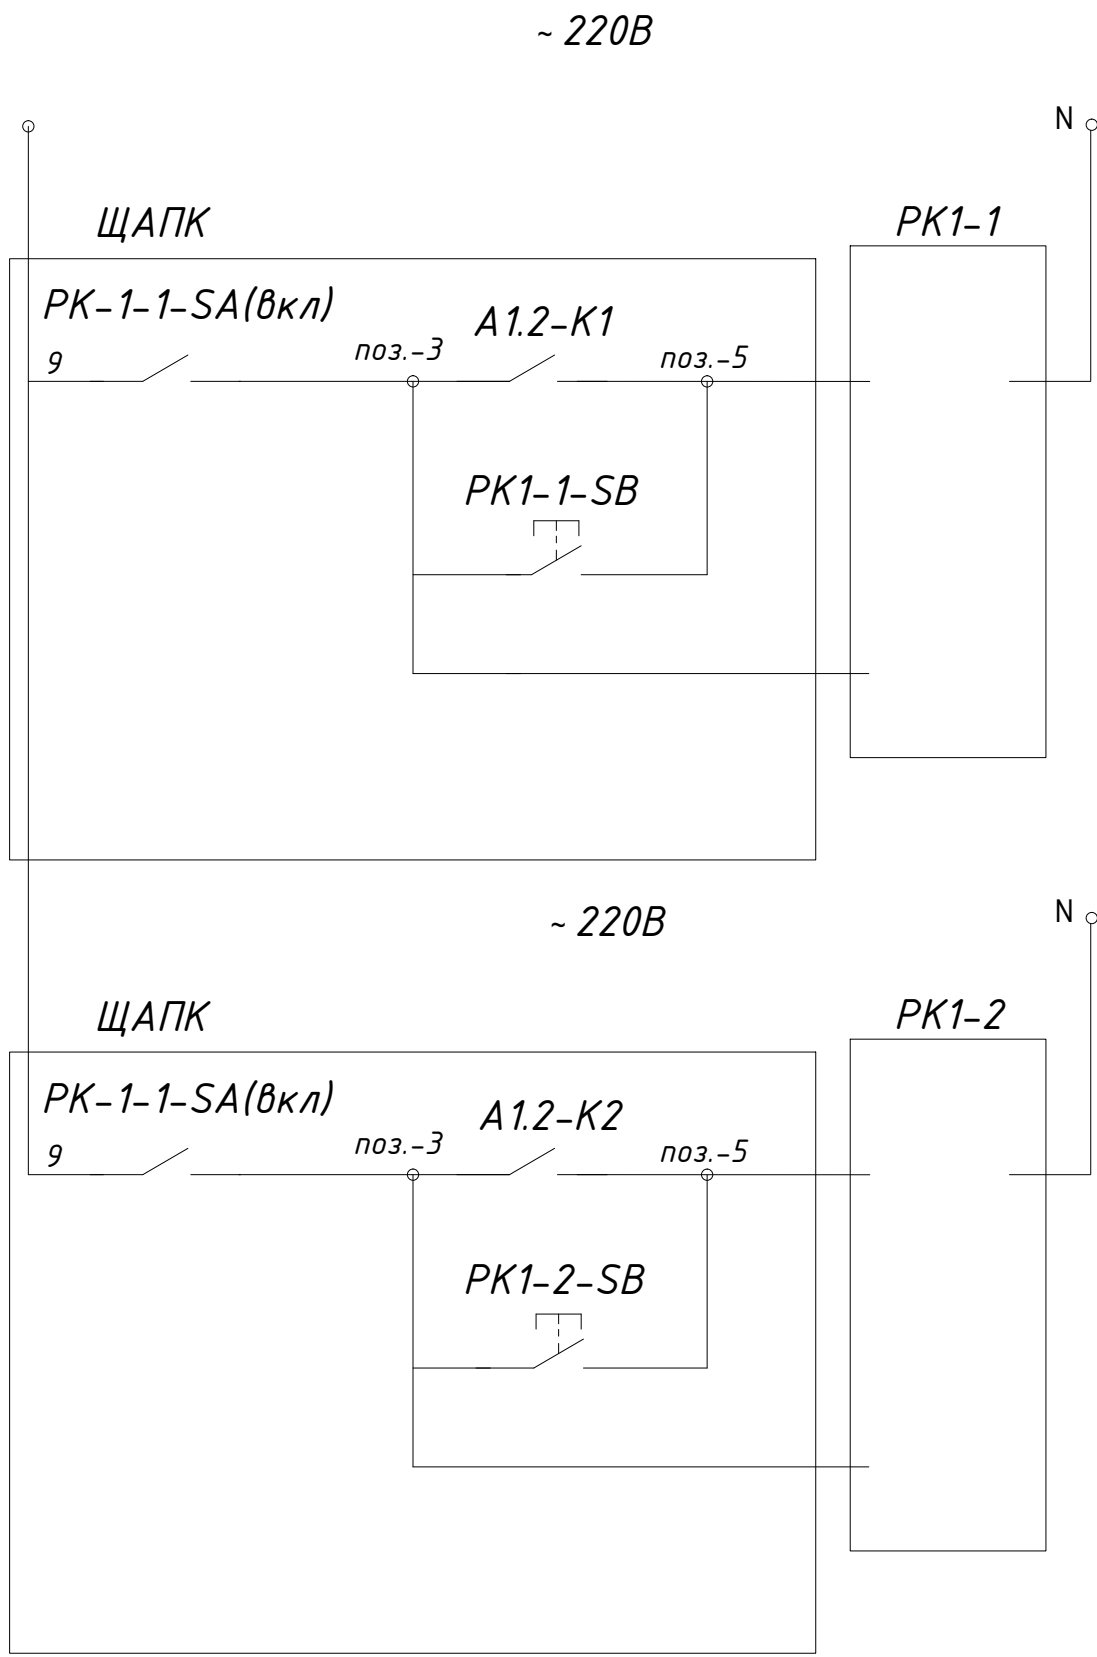 ~ 220В
N
ЩАПК
РК1-1
РК-1-1-SA(вкл)
А1.2-К1
9
поз.-3
поз.-5
РК1-1-SB
~ 220В
N
ЩАПК
РК1-2
РК-1-1-SA(вкл)
А1.2-К2
9
поз.-3
поз.-5
РК1-2-SB